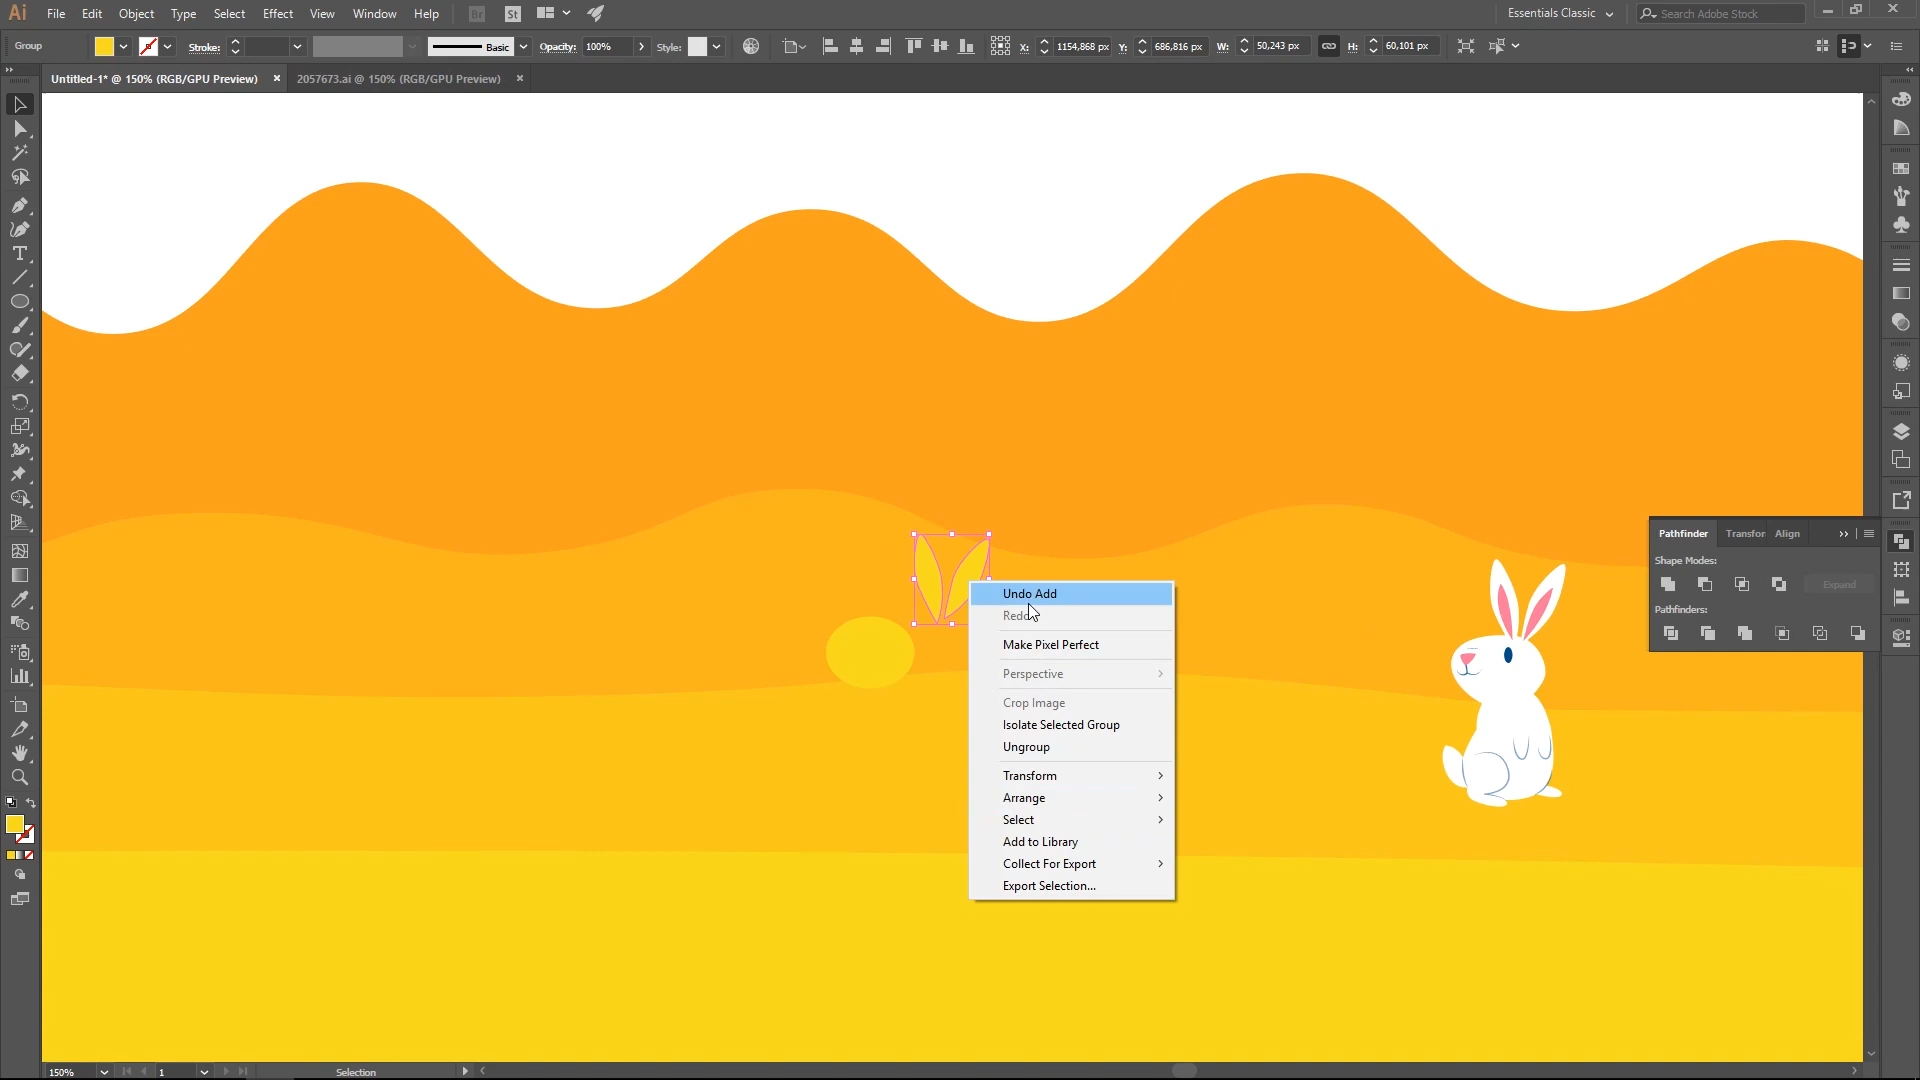 Ai File Edit Object Type Select Effect View Window Help Br St Essentials Classic Search Adobe Stock
Group Stroke: Basic Opacity: 100% Style: X: 1154,868 px Y: 686,816 px W: 50,243 px H: 60,101 px
Untitled-1* @ 150% (RGB/GPU Preview) 2057673.ai @ 150% (RGB/GPU Preview)
Pathfinder Transfor Align
Shape Modes:
Expand
Pathfinders:
Undo Add
Redo
Make Pixel Perfect
Perspective
Crop Image
Isolate Selected Group
Ungroup
Transform
Arrange
Select
Add to Library
Collect For Export
Export Selection...
150% 1 Selection